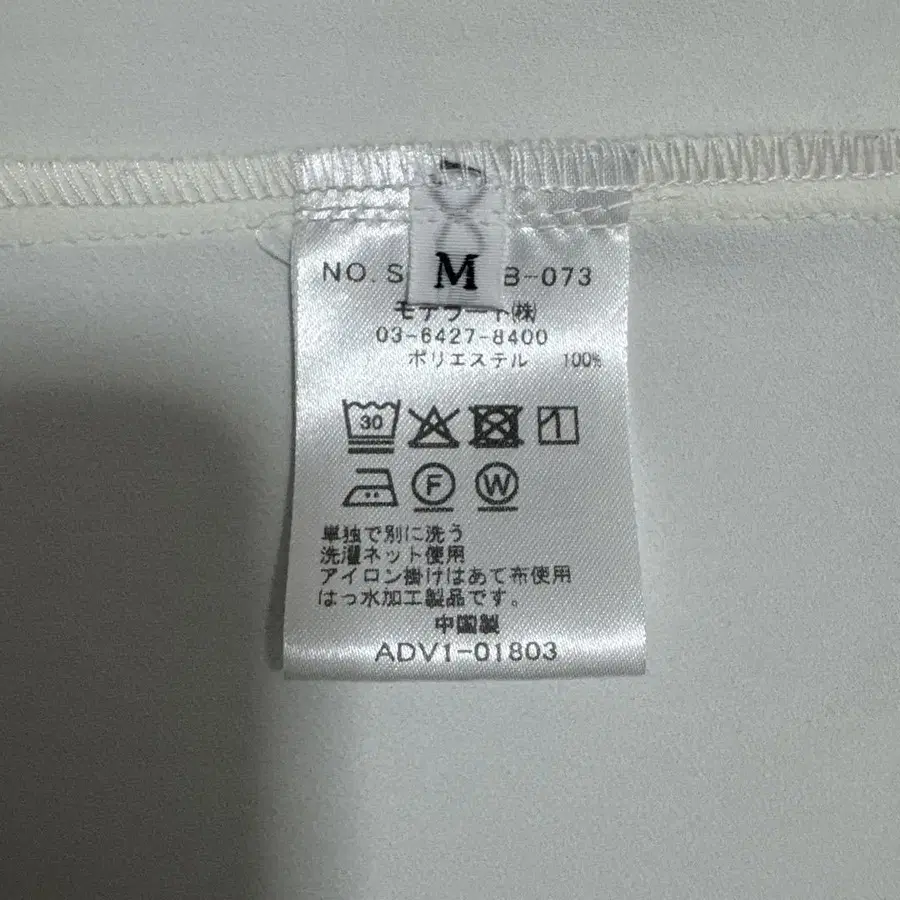 M
NO. S B-073
モデラート(株)
03-6427-8400
ポリエステル 100%
30
F W
単独で別に洗う
洗濯ネット使用
アイロン掛けはあて布使用
はっ水加工製品です。
中国製
ADV1-01803